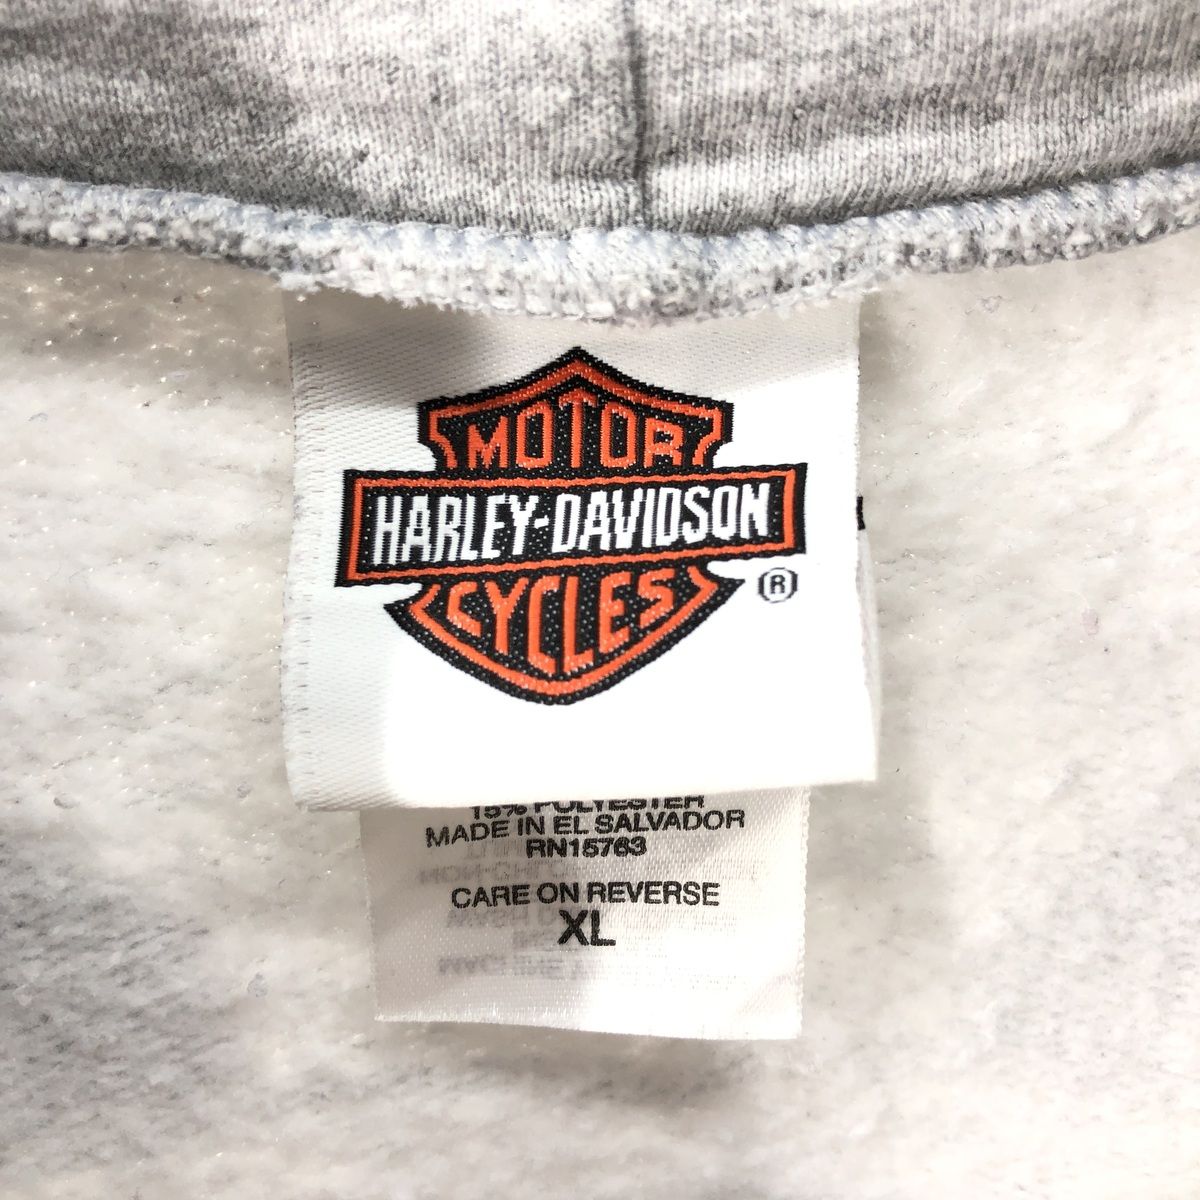 MOTOR
HARLEY-DAVIDSON
CYCLES
®
15% POLYESTER
MADE IN EL SALVADOR
RN15763
CARE ON REVERSE
XL